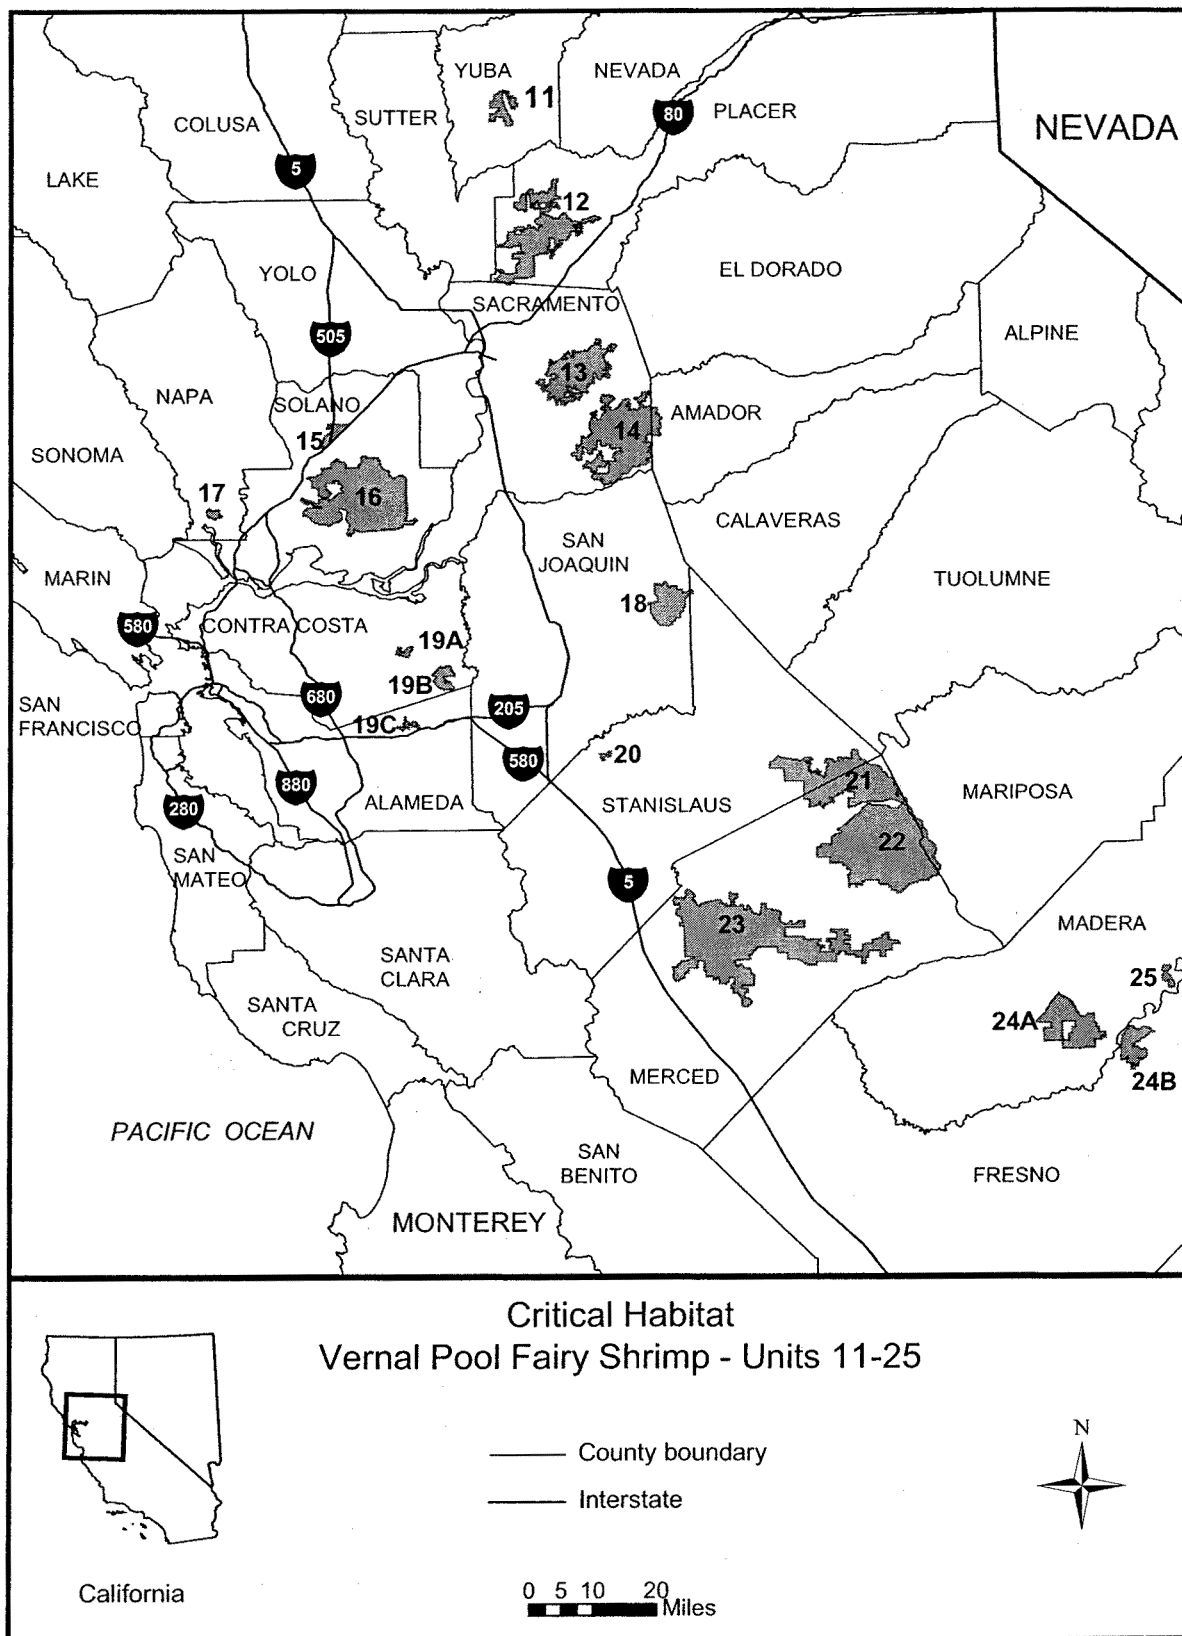 YUBA
NEVADA
11
PLACER
80
SUTTER
COLUSA
NEVADA
5
LAKE
12
YOLO
EL DORADO
SACRAMENTO
505
ALPINE
13
NAPA
SOLANO
AMADOR
14
15
SONOMA
17
16
CALAVERAS
SAN
JOAQUIN
MARIN
TUOLUMNE
18
580
CONTRA COSTA
19A
19B
680
SAN
FRANCISCO
205
19C
20
580
21
880
MARIPOSA
280
ALAMEDA
STANISLAUS
22
SAN
MATEO
5
23
MADERA
SANTA
CLARA
25
SANTA
CRUZ
24A
MERCED
24B
PACIFIC OCEAN
SAN
BENITO
FRESNO
MONTEREY
Critical Habitat
Vernal Pool Fairy Shrimp - Units 11-25
N
County boundary
Interstate
California
0 5 10 20
Miles